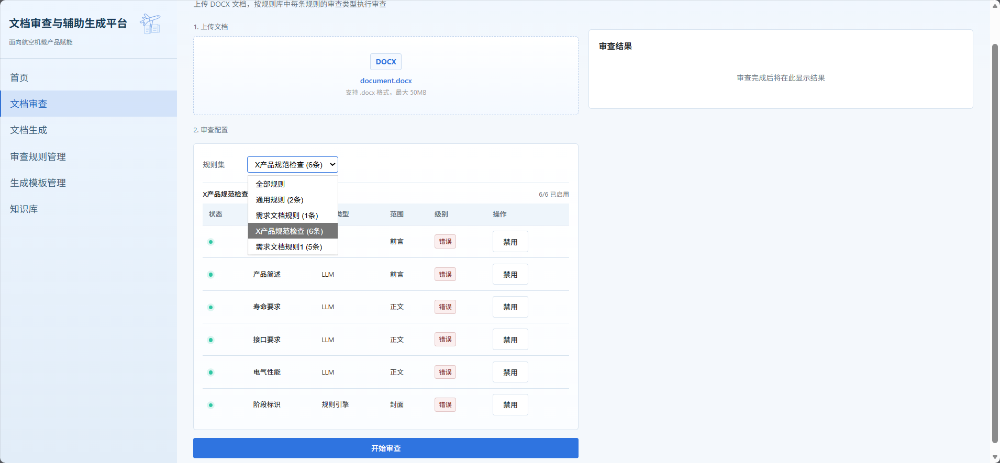 文档审查与辅助生成平台
面向航空机载产品赋能
首页
文档审查
文档生成
审查规则管理
生成模板管理
知识库
上传 DOCX 文档，按规则库中每条规则的审查类型执行审查
1. 上传文档
DOCX
document.docx
支持 .docx 格式，最大 50MB
2. 审查配置
规则集 X产品规范检查 (6条)
全部规则
通用规则 (2条)
需求文档规则 (1条)
X产品规范检查 (6条)
需求文档规则1 (5条)
X产品规范检查 6/6 已启用
状态 类型 范围 级别 操作
前言 错误 禁用
产品简述 LLM 前言 错误 禁用
寿命要求 LLM 正文 错误 禁用
接口要求 LLM 正文 错误 禁用
电气性能 LLM 正文 错误 禁用
阶段标识 规则引擎 封面 错误 禁用
开始审查
审查结果
审查完成后将在此显示结果